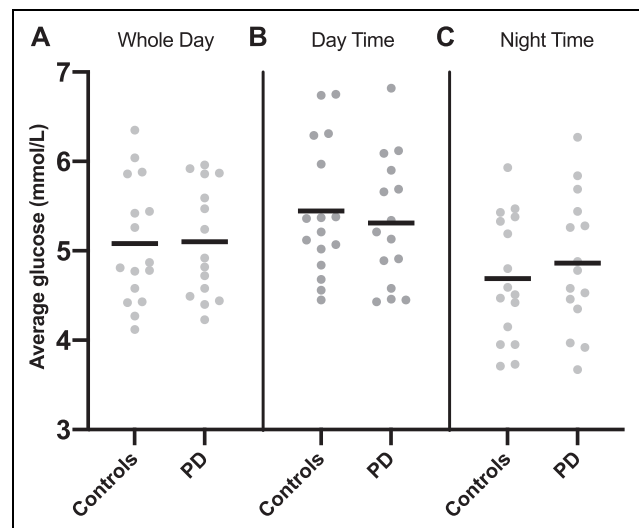 A Whole Day B Day Time C Night Time
Average glucose (mmol/L)
7
6
5
4
3
Controls PD Controls PD Controls PD